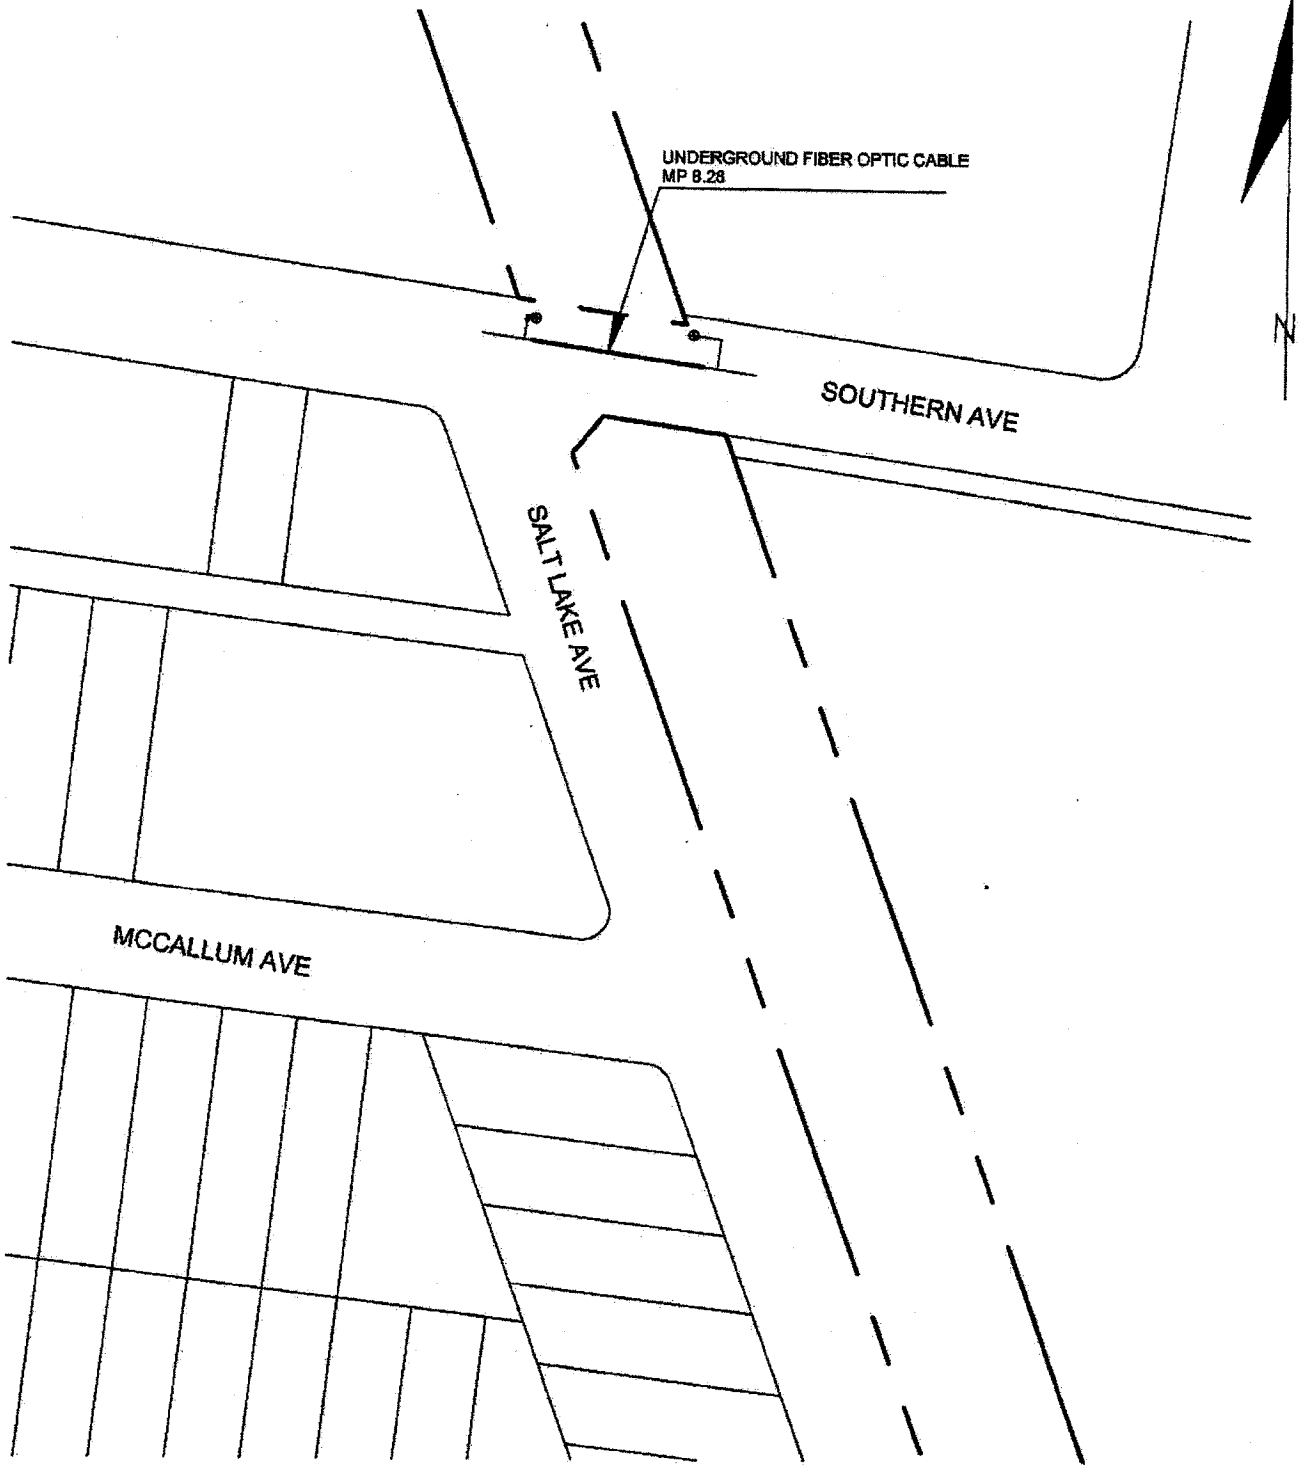 UNDERGROUND FIBER OPTIC CABLE
MP 8.28
SOUTHERN AVE
N
SALT LAKE AVE
MCCALLUM AVE